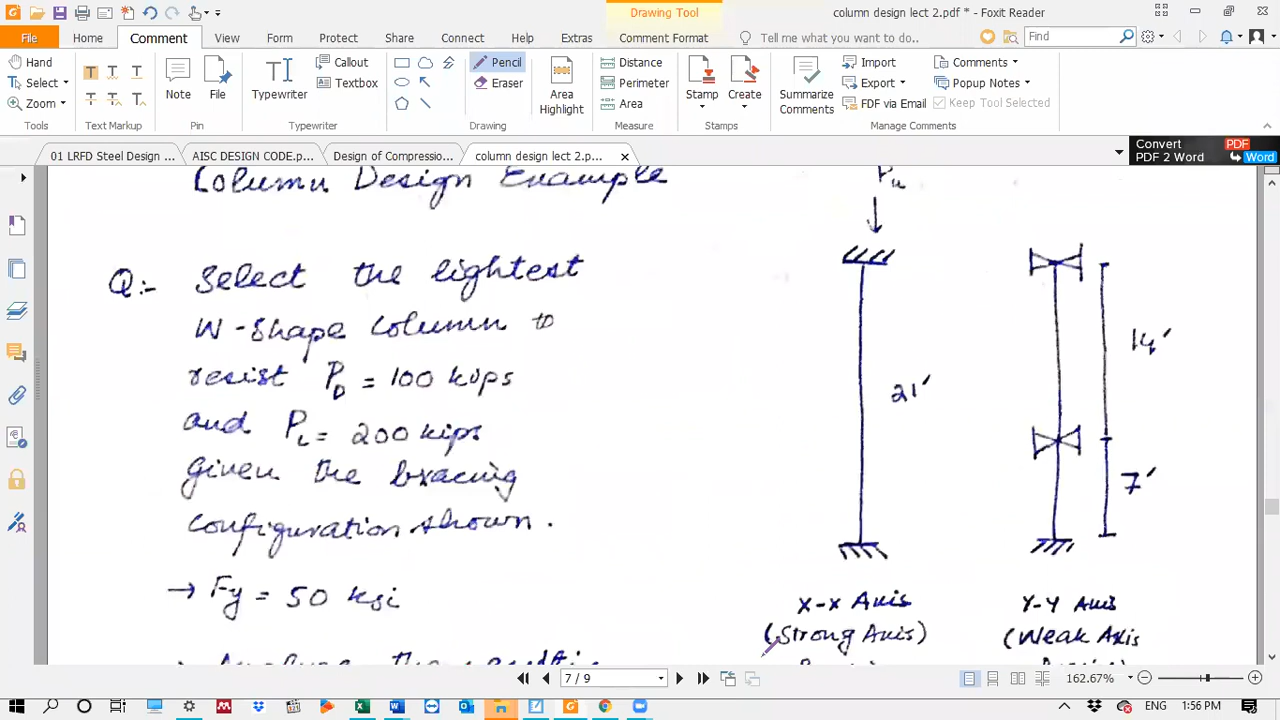 Drawing Tool
column design lect 2.pdf * - Foxit Reader
File Home Comment View Form Protect Share Connect Help Extras Comment Format Tell me what you want to do.. Find
Hand
Select
Zoom
Tools
Text Markup
Note
File
Pin
Typewriter
Callout
Textbox
Typewriter
Pencil
Eraser
Drawing
Area
Highlight
Distance
Perimeter
Area
Measure
Stamp
Create
Stamps
Summarize
Comments
Import
Export
FDF via Email
Comments
Popup Notes
Keep Tool Selected
Manage Comments
01 LRFD Steel Design ...
AISC DESIGN CODE.p...
Design of Compressio...
column design lect 2.p...
Convert PDF
PDF 2 Word Word
Column Design Example
Pu
Q:- Select the lightest
W-shape column to
resist PD = 100 kips
and PL = 200 kips
given the bracing
configuration shown.
→ Fy = 50 ksi
21'
14'
7'
X-X Axis
(Strong Axis)
Y-Y Axis
(Weak Axis
7 / 9
162.67%
ENG 1:56 PM